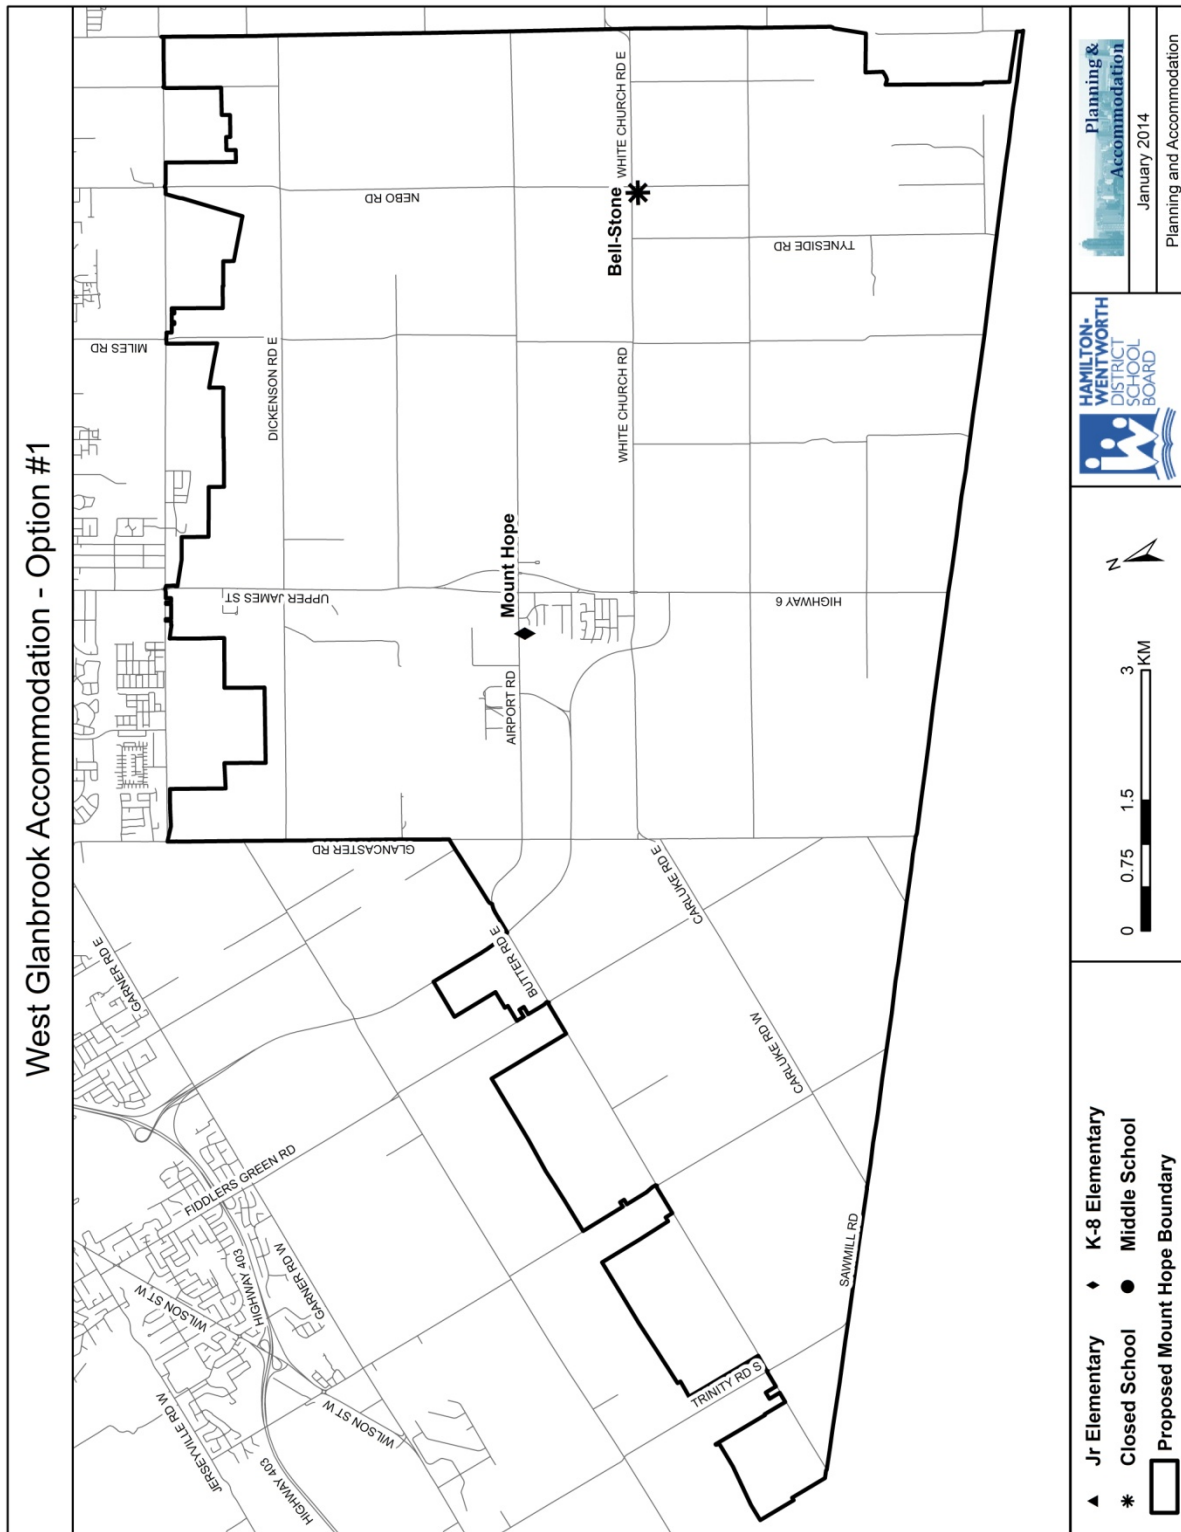 West Glanbrook Accommodation - Option #1
JERSEYVILLE RD W
WILSON ST W
HIGHWAY 403
FIDDLERS GREEN RD
GARNER RD E
GARNER RD W
HIGHWAY 403
WILSON ST W
TRINITY RD S
BUTTER RD E
CARLUKE RD E
CARLUKE RD W
SAWMILL RD
GLANCASTER RD
UPPER JAMES ST
DICKENSON RD E
MILES RD
NEBO RD
AIRPORT RD
Mount Hope
Bell-Stone
WHITE CHURCH RD
WHITE CHURCH RD E
HIGHWAY 6
TYNESIDE RD
Jr Elementary
K-8 Elementary
Closed School
Middle School
Proposed Mount Hope Boundary
0 0.75 1.5 3
KM
N
HAMILTON-
WENTWORTH
DISTRICT
SCHOOL
BOARD
Planning &
Accommodation
January 2014
Planning and Accommodation